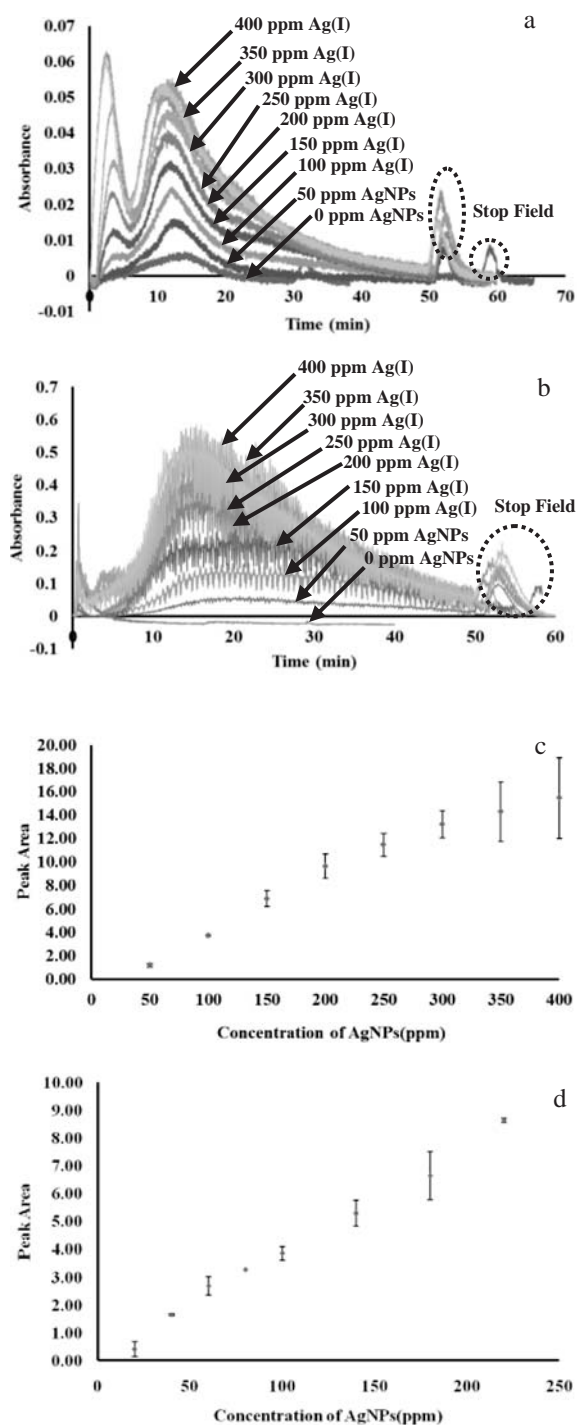 a
0.07
0.06
0.05
0.04
0.03
0.02
0.01
0
-0.01
Absorbance
400 ppm Ag(I)
350 ppm Ag(I)
300 ppm Ag(I)
250 ppm Ag(I)
200 ppm Ag(I)
150 ppm Ag(I)
100 ppm Ag(I)
50 ppm AgNPs
0 ppm AgNPs
Stop Field
0 10 20 30 40 50 60 70
Time (min)
b
0.7
0.6
0.5
0.4
0.3
0.2
0.1
0
-0.1
Absorbance
400 ppm Ag(I)
350 ppm Ag(I)
300 ppm Ag(I)
250 ppm Ag(I)
200 ppm Ag(I)
150 ppm Ag(I)
100 ppm Ag(I)
50 ppm AgNPs
0 ppm AgNPs
Stop Field
0 10 20 30 40 50 60
Time (min)
c
20.00
18.00
16.00
14.00
12.00
10.00
8.00
6.00
4.00
2.00
0.00
Peak Area
0 50 100 150 200 250 300 350 400
Concentration of AgNPs(ppm)
d
10.00
9.00
8.00
7.00
6.00
5.00
4.00
3.00
2.00
1.00
0.00
Peak Area
0 50 100 150 200 250
Concentration of AgNPs(ppm)